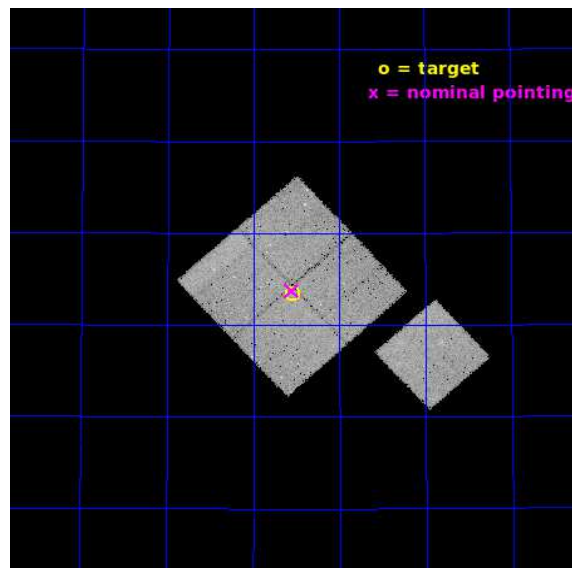 o = target
x = nominal pointing